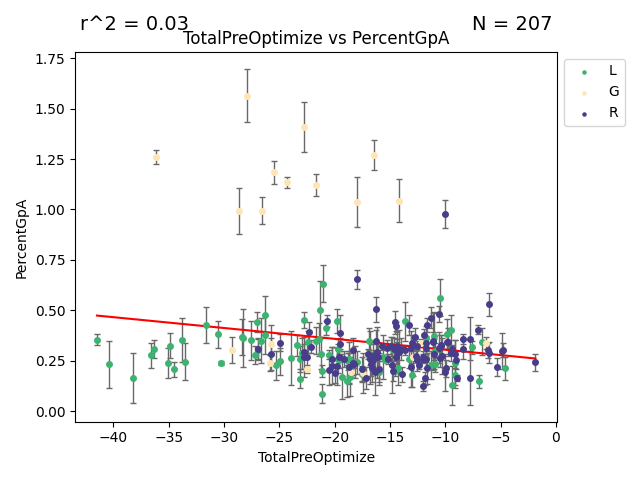 r^2 = 0.03
N = 207
TotalPreOptimize vs PercentGpA
1.75
1.50
1.25
1.00
0.75
0.50
0.25
0.00
PercentGpA
−40
−35
−30
−25
−20
−15
−10
−5
0
TotalPreOptimize
L
G
R